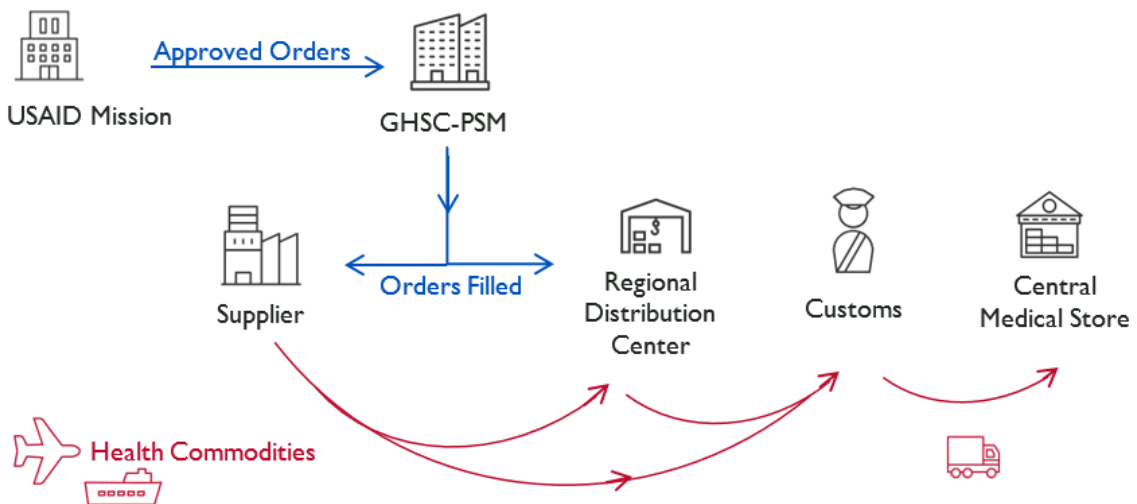 Approved Orders
USAID Mission
GHSC-PSM
Orders Filled
Supplier
Regional
Distribution
Center
Customs
Central
Medical Store
Health Commodities